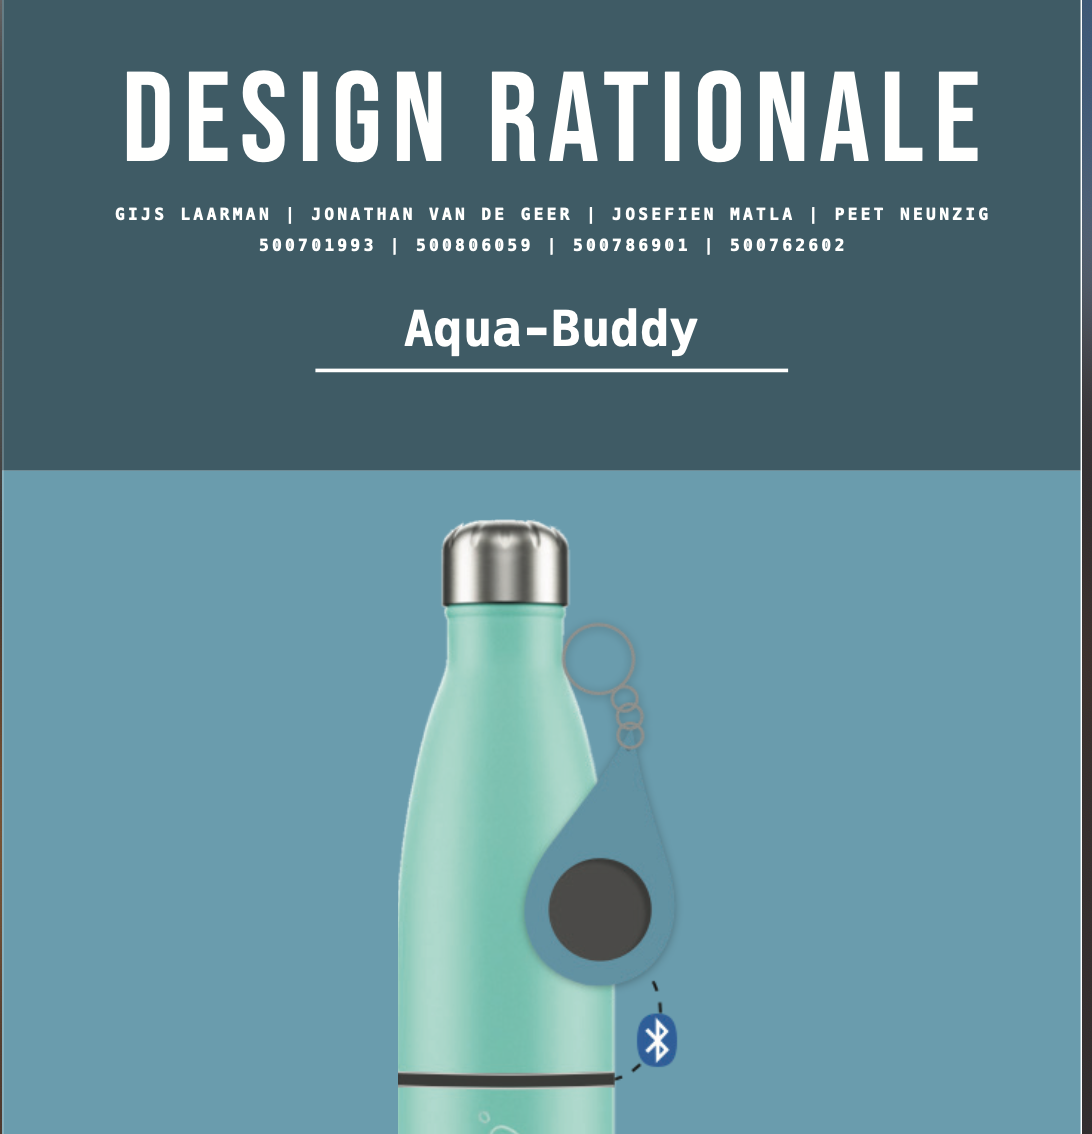 DESIGN RATIONALE
GIJS LAARMAN | JONATHAN VAN DE GEER | JOSEFIEN MATLA | PEET NEUNZIG
500701993 | 500806059 | 500786901 | 500762602
Aqua-Buddy